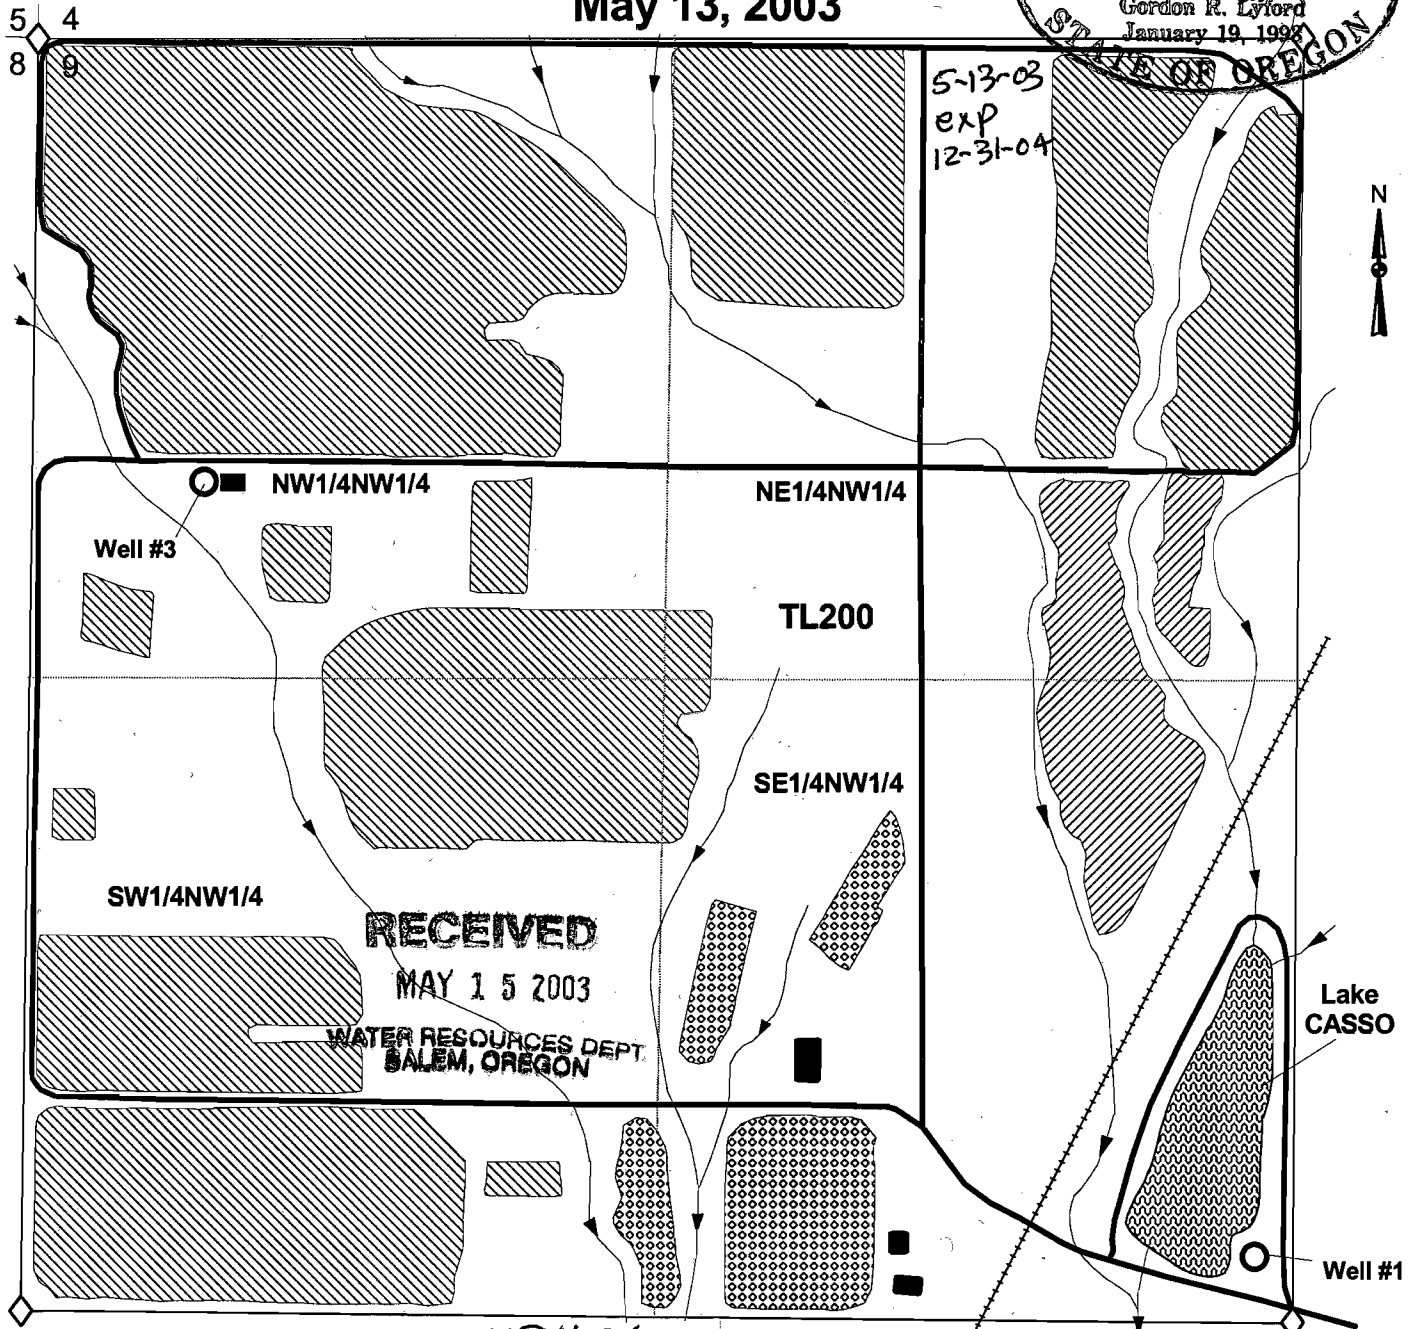 May 13, 2003
Gordon R. Lyford
January 19, 1998
STATE OF OREGON
5 4
8 9
5-13-03
exp
12-31-04
N
NW1/4NW1/4
NE1/4NW1/4
Well #3
TL200
SE1/4NW1/4
SW1/4NW1/4
RECEIVED
MAY 15 2003
WATER RESOURCES DEPT
SALEM, OREGON
Lake
CASSO
Well #1